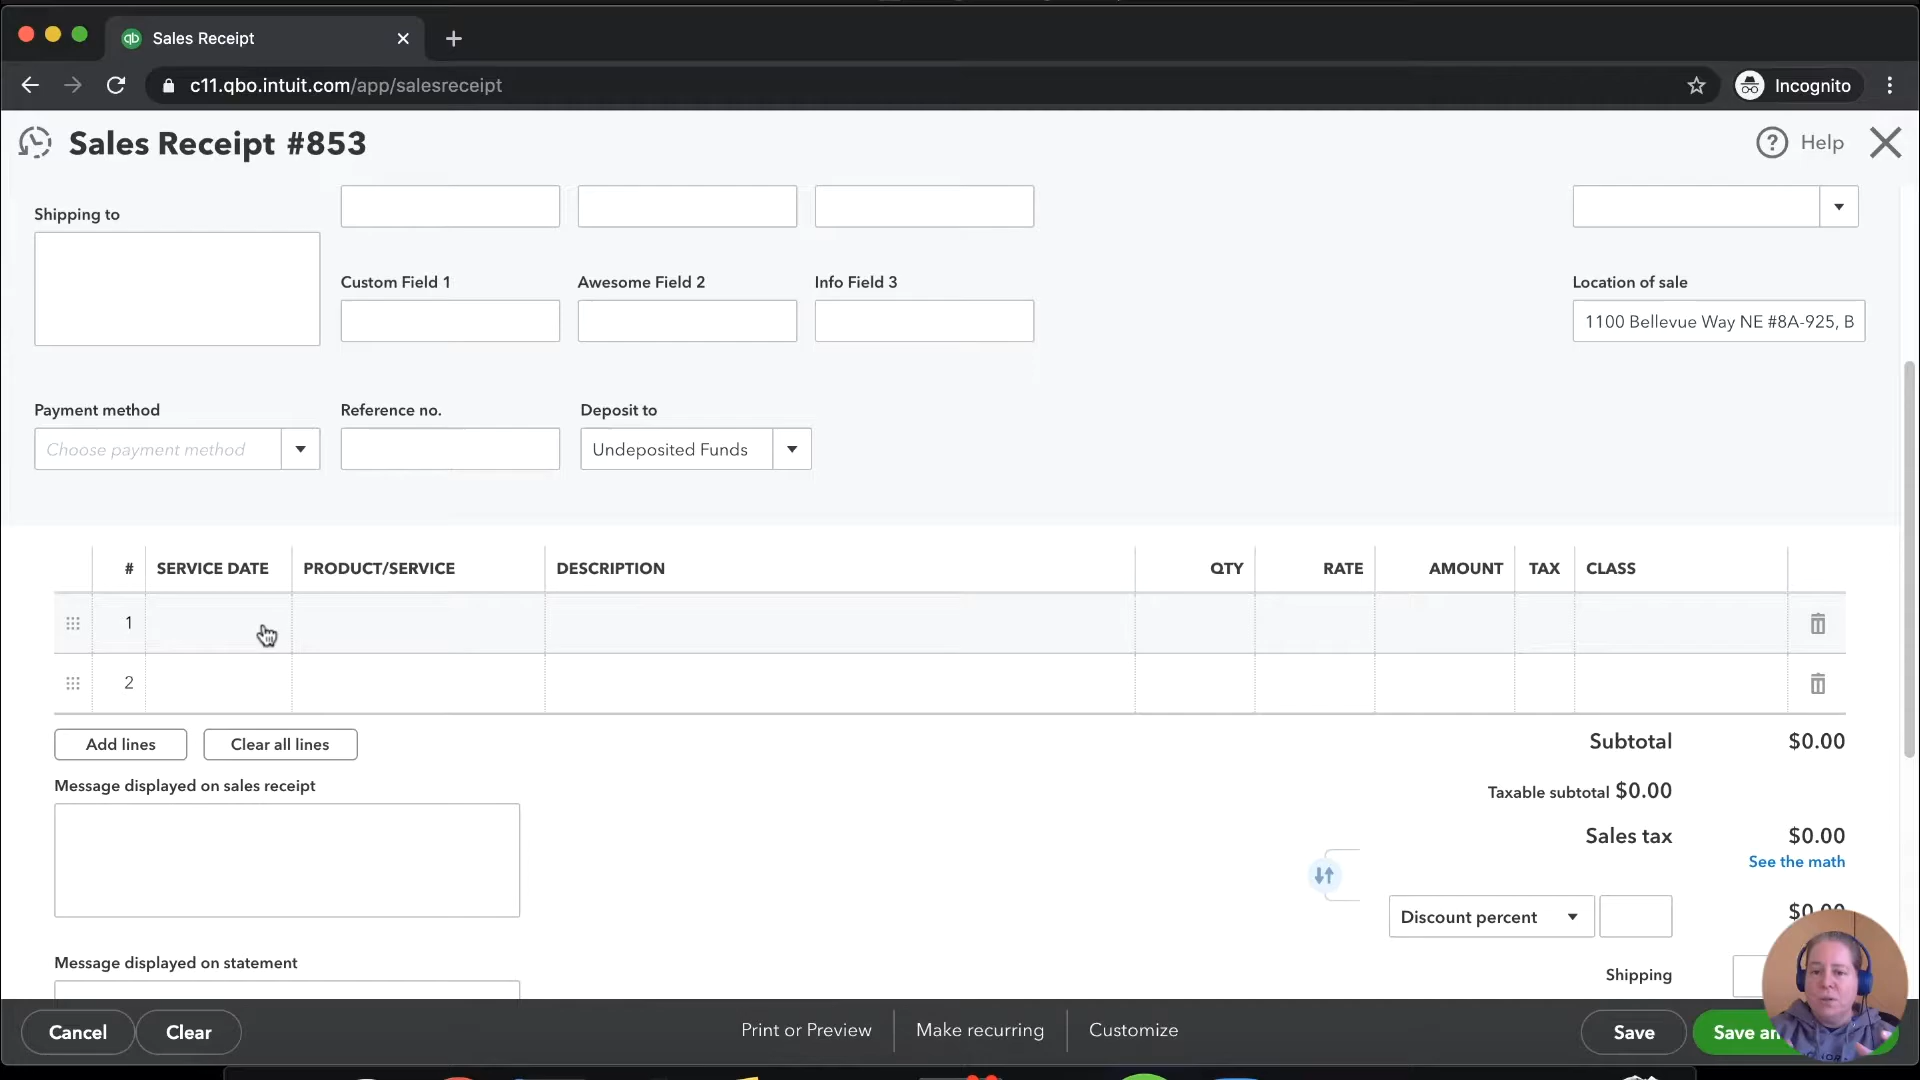 Sales Receipt
c11.qbo.intuit.com/app/salesreceipt
Incognito
Sales Receipt #853
Help
Shipping to
Custom Field 1
Awesome Field 2
Info Field 3
Location of sale
1100 Bellevue Way NE #8A-925, B
Payment method
Reference no.
Deposit to
Choose payment method
Undeposited Funds
# SERVICE DATE PRODUCT/SERVICE DESCRIPTION QTY RATE AMOUNT TAX CLASS
1
2
Add lines
Clear all lines
Subtotal $0.00
Message displayed on sales receipt
Taxable subtotal $0.00
Sales tax $0.00
See the math
Discount percent
$0.00
Message displayed on statement
Shipping
Cancel
Clear
Print or Preview
Make recurring
Customize
Save
Save an